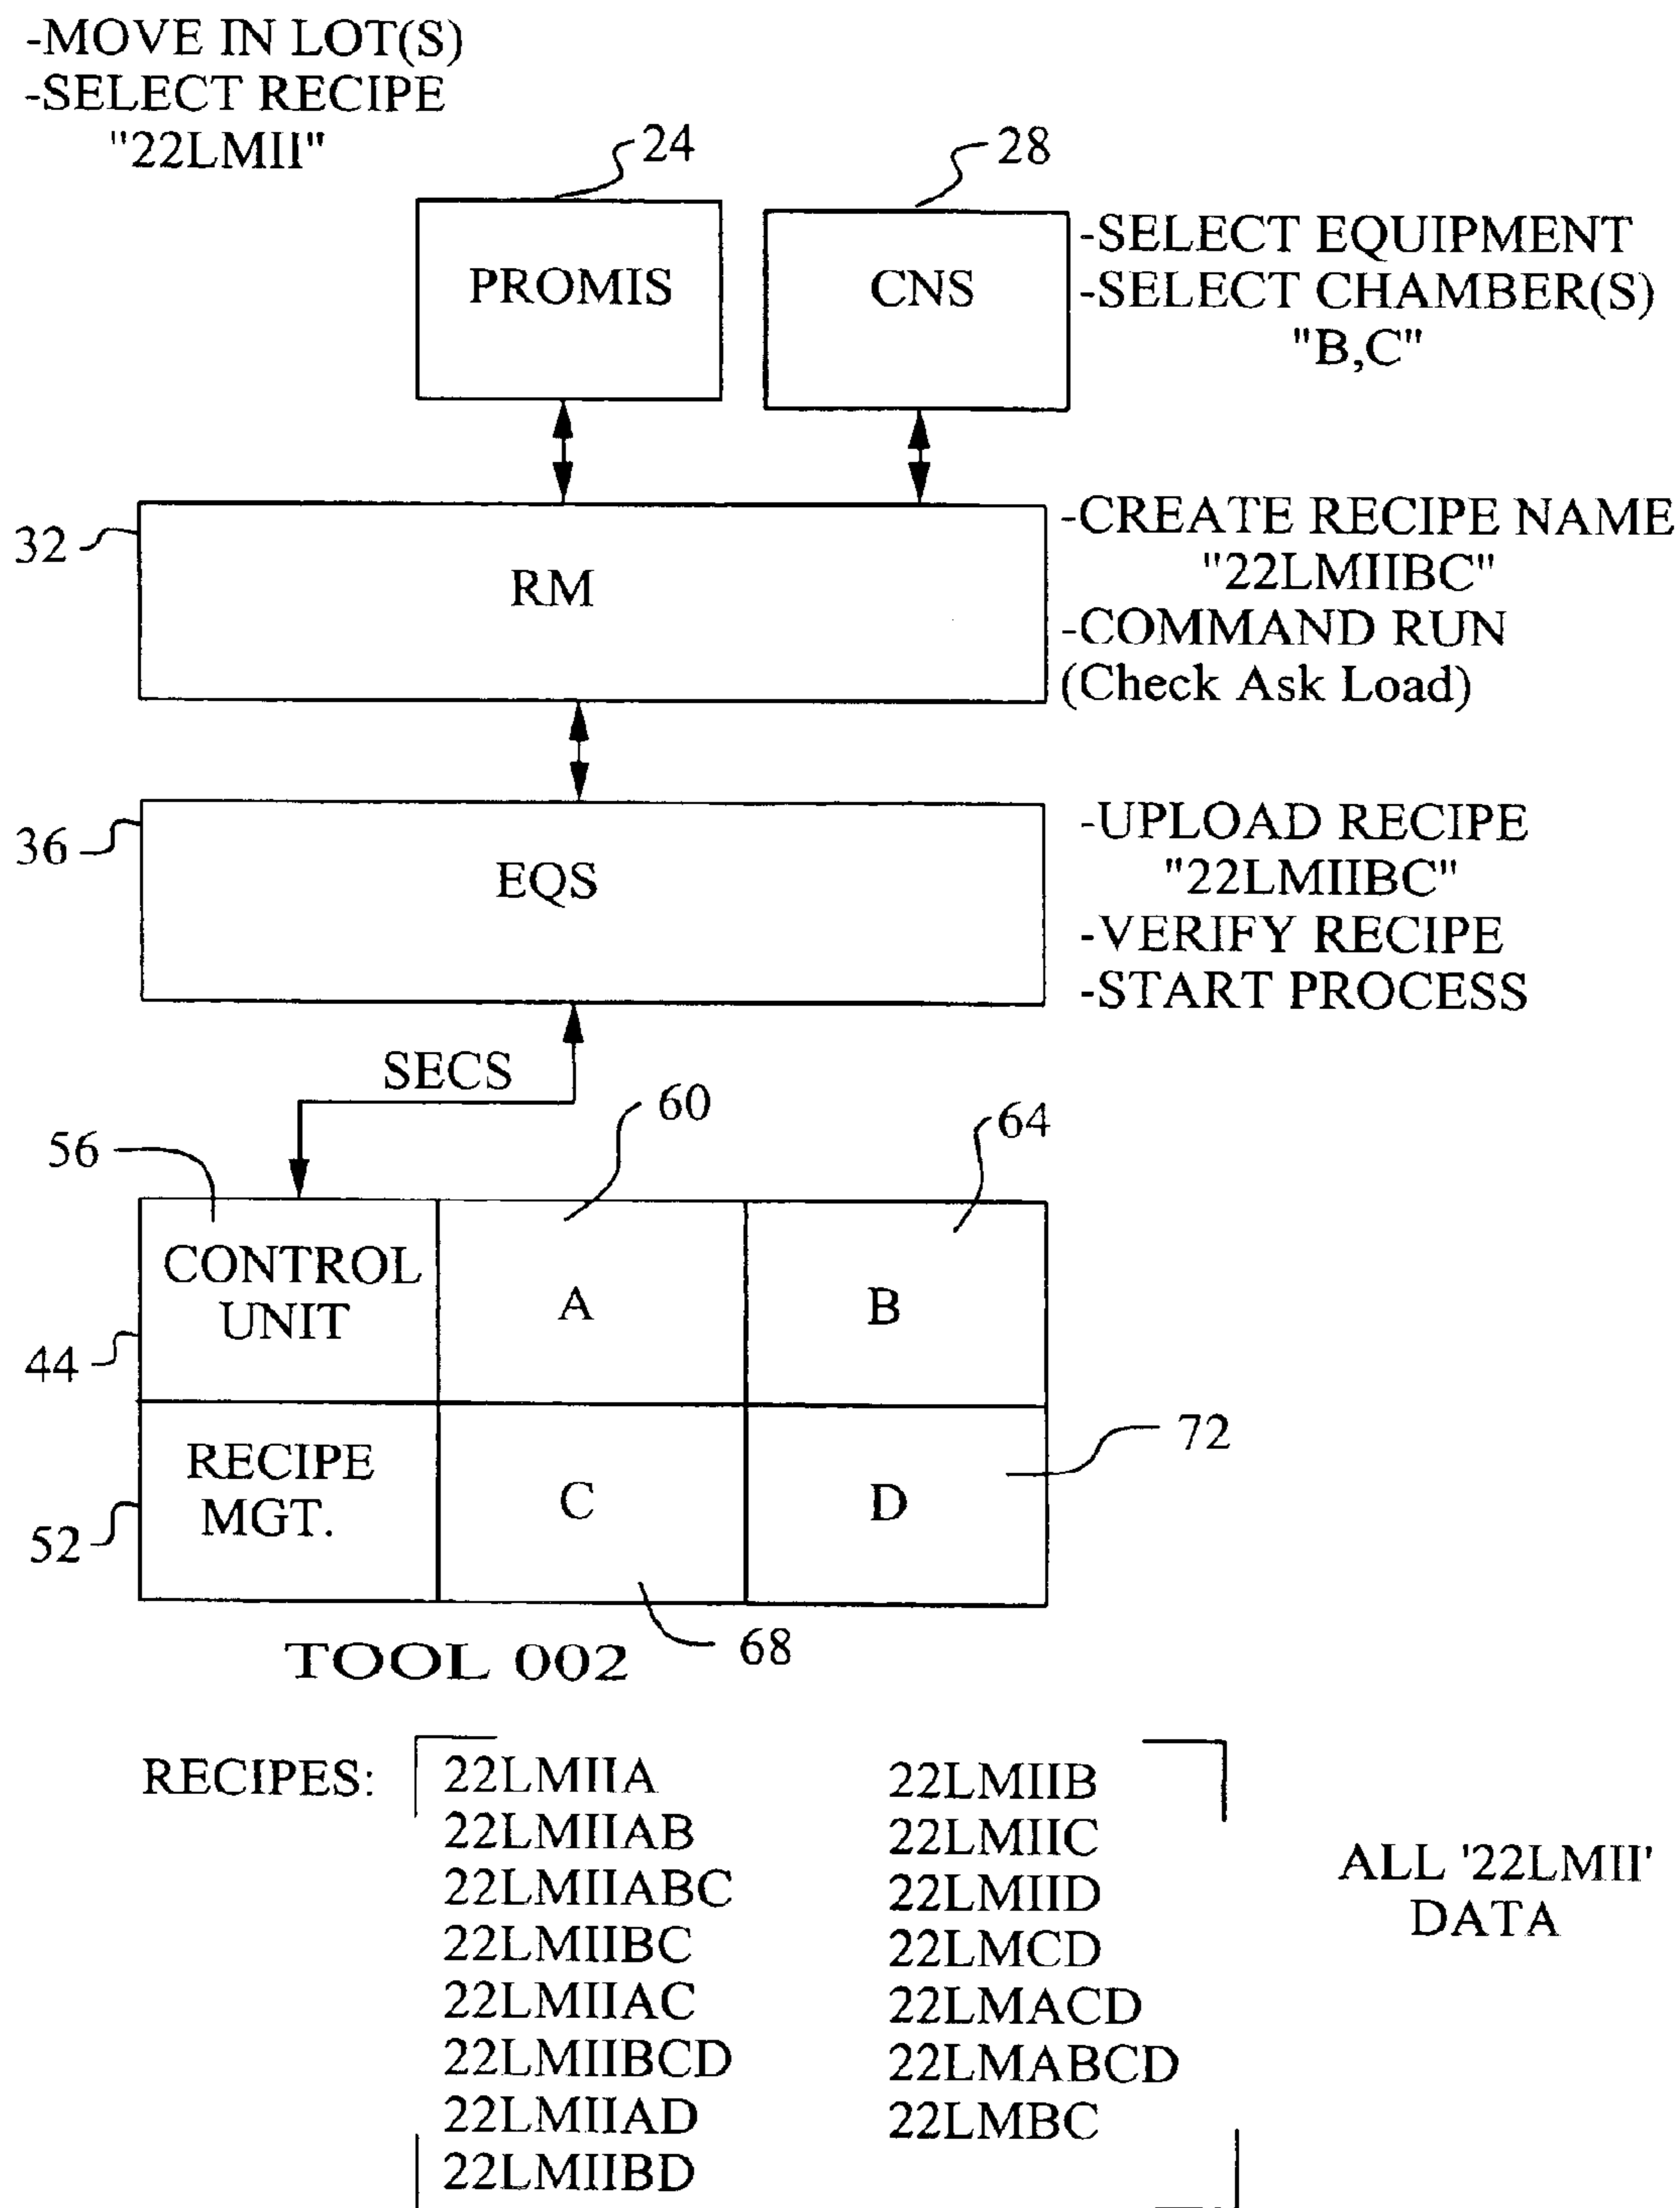 -MOVE IN LOT(S)
-SELECT RECIPE
"22LMII"
24
28
PROMIS
CNS
-SELECT EQUIPMENT
-SELECT CHAMBER(S)
"B,C"
32
RM
-CREATE RECIPE NAME
"22LMIIBC"
-COMMAND RUN
(Check Ask Load)
36
EQS
-UPLOAD RECIPE
"22LMIIBC"
-VERIFY RECIPE
-START PROCESS
SECS
60
64
56
CONTROL
UNIT
A
B
44
72
RECIPE
MGT.
C
D
52
68
TOOL 002
RECIPES:
22LMIIA
22LMIIAB
22LMIIABC
22LMIIBC
22LMIIAC
22LMIIBCD
22LMIIAD
22LMIIBD
22LMIIB
22LMIIC
22LMIID
22LMCD
22LMACD
22LMABCD
22LMBC
ALL '22LMII'
DATA